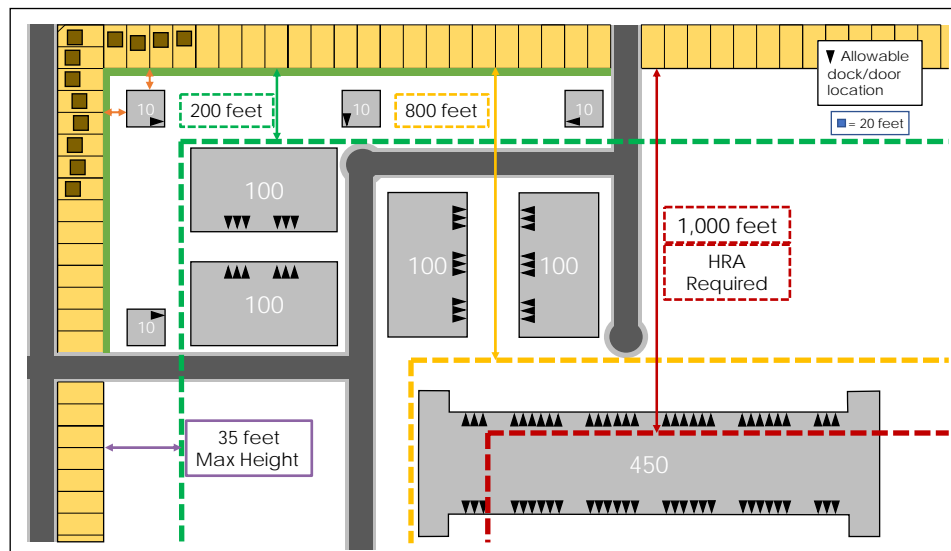 Allowable
dock/door
location
= 20 feet
10
200 feet
10
800 feet
10
100
1,000 feet
HRA
Required
100
100
100
10
35 feet
Max Height
450